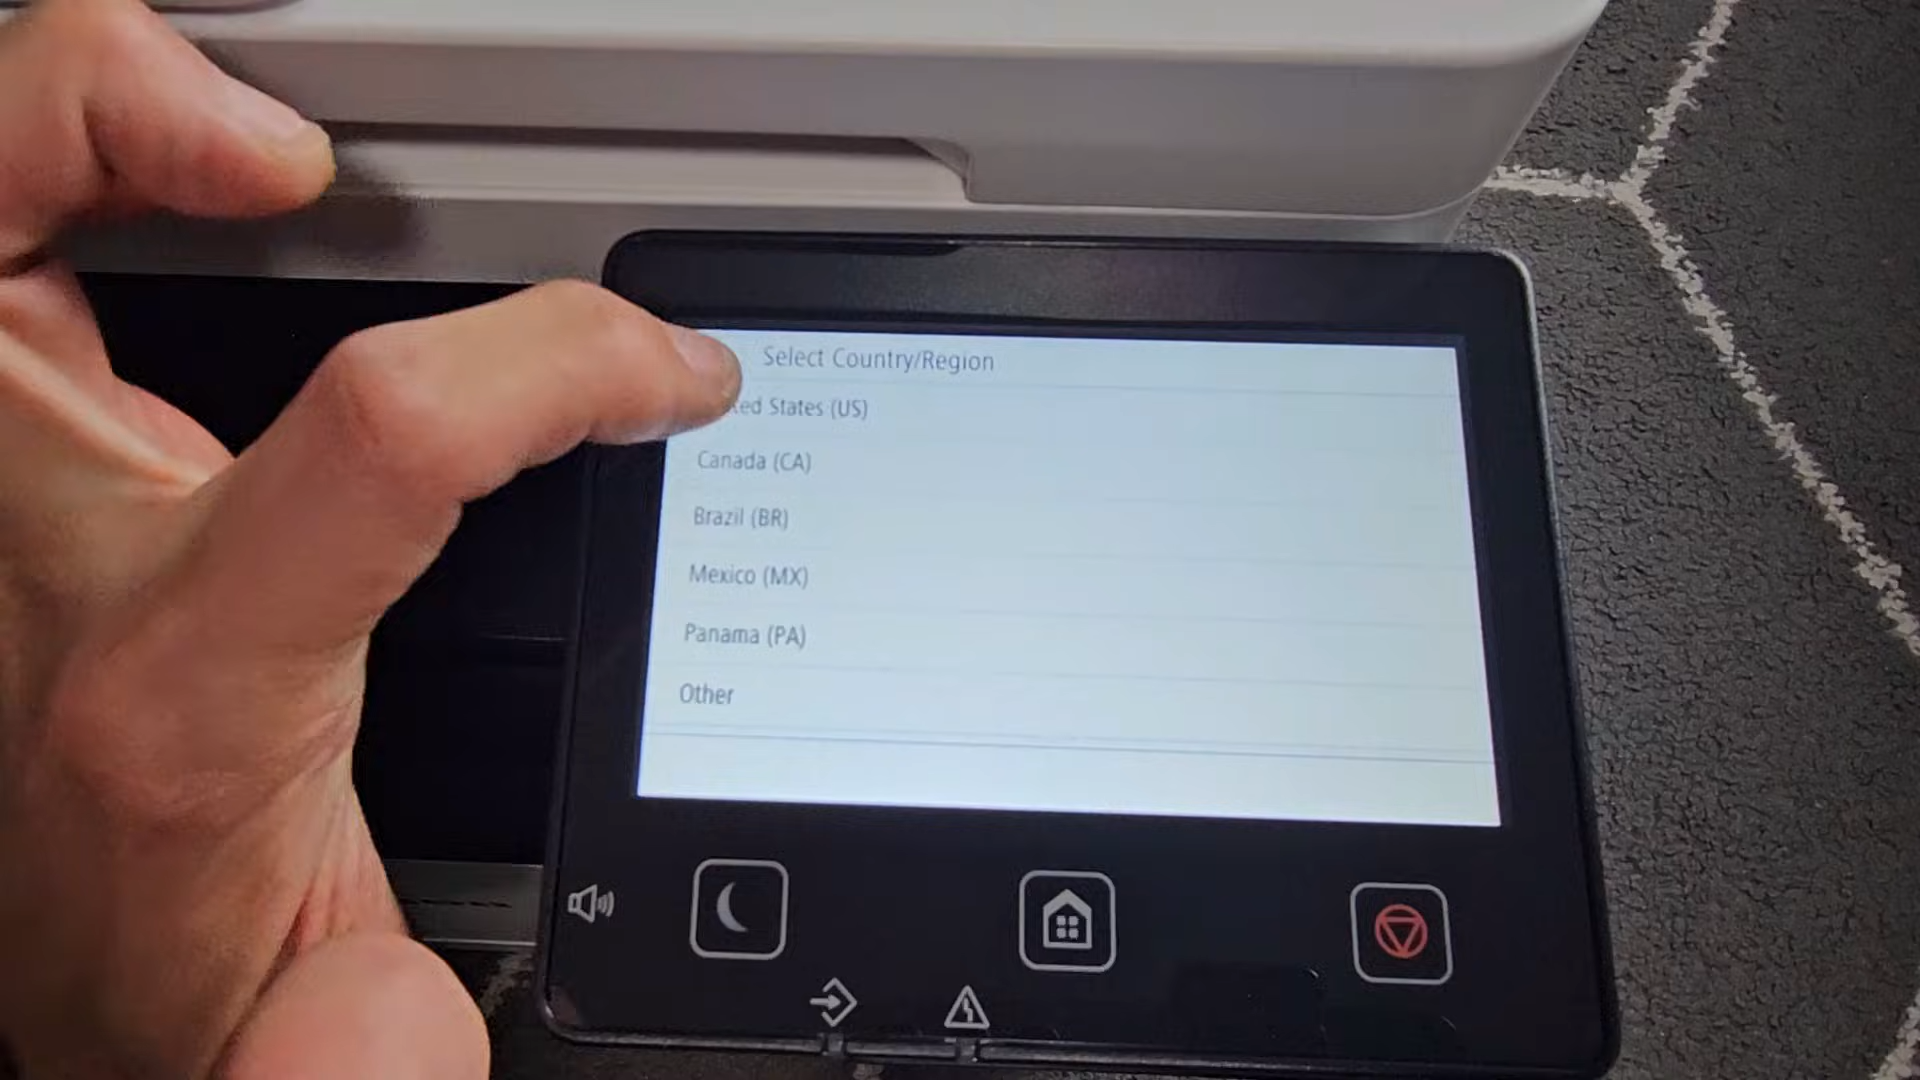 Select Country/Region
ted States (US)
Canada (CA)
Brazil (BR)
Mexico (MX)
Panama (PA)
Other